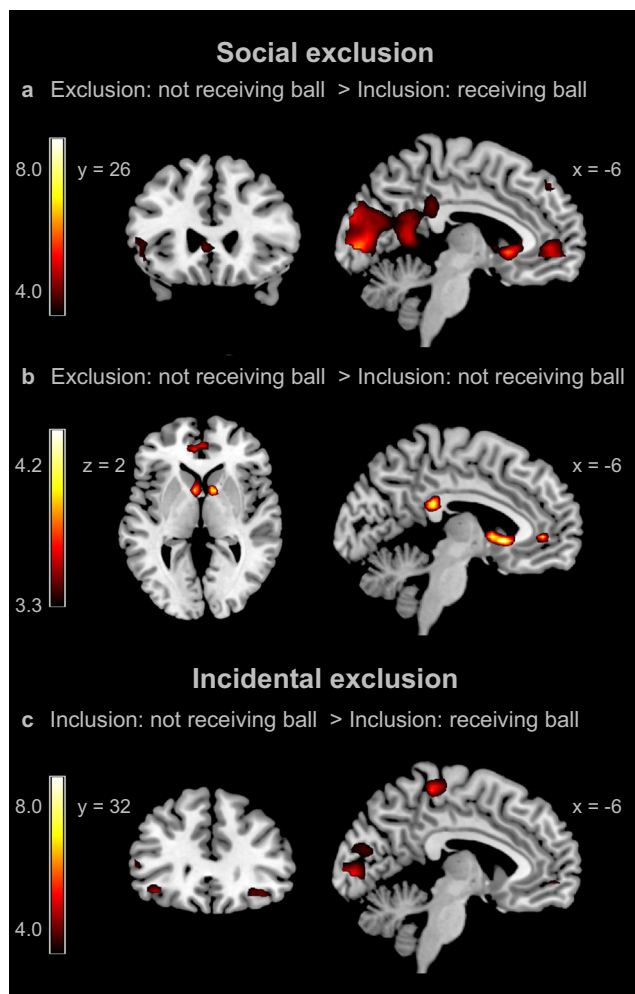 Social exclusion
a Exclusion: not receiving ball > Inclusion: receiving ball
8.0 y = 26 x = -6
4.0
b Exclusion: not receiving ball > Inclusion: not receiving ball
4.2 z = 2 x = -6
3.3
Incidental exclusion
c Inclusion: not receiving ball > Inclusion: receiving ball
8.0 y = 32 x = -6
4.0